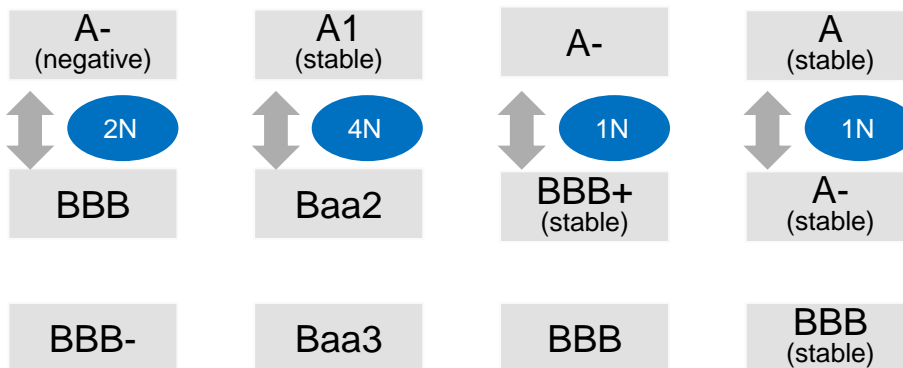 A-
(negative)
A1
(stable)
A-
A
(stable)
2N
4N
1N
1N
BBB
Baa2
BBB+
(stable)
A-
(stable)
BBB-
Baa3
BBB
BBB
(stable)